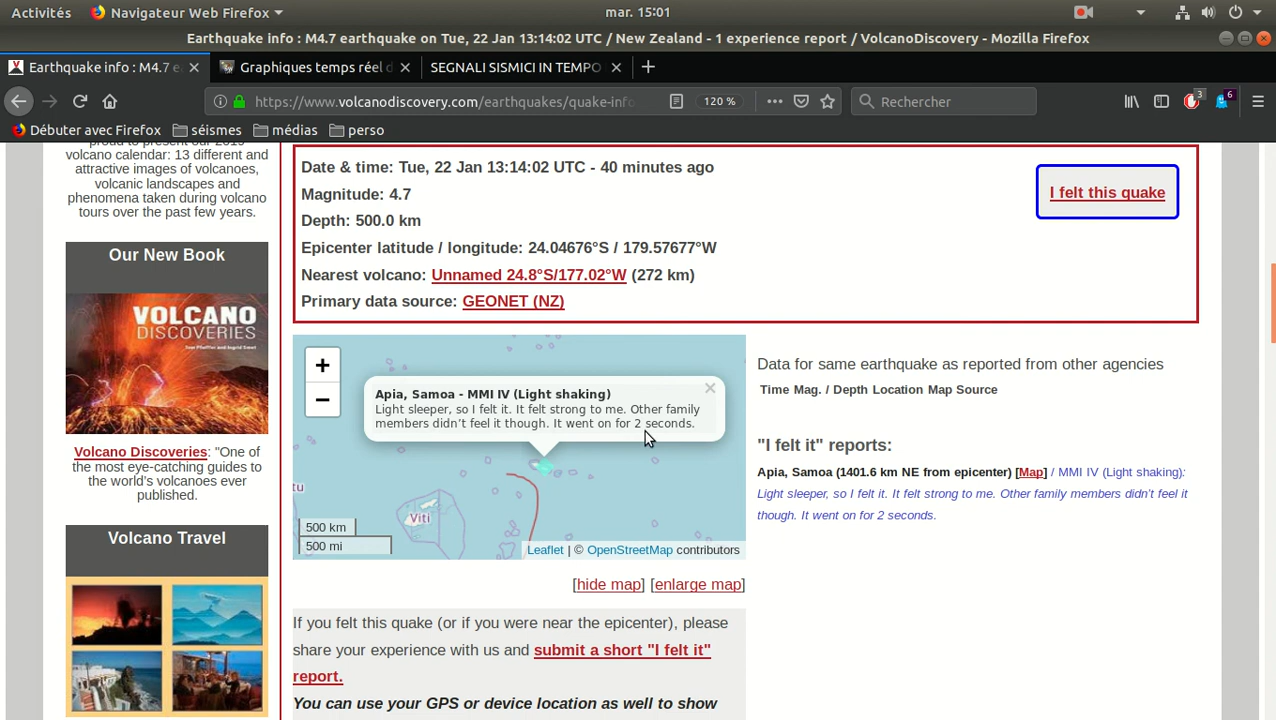 Activités
Navigateur Web Firefox
mar. 15:01
Earthquake info : M4.7 earthquake on Tue, 22 Jan 13:14:02 UTC / New Zealand - 1 experience report / VolcanoDiscovery - Mozilla Firefox
Earthquake info : M4.7 e
Graphiques temps réel d
SEGNALI SISMICI IN TEMPO
https://www.volcanodiscovery.com/earthquakes/quake-info
120 %
Rechercher
3
6
Débuter avec Firefox
séismes
médias
perso
proud to present our 2019
volcano calendar: 13 different and
attractive images of volcanoes,
volcanic landscapes and
phenomena taken during volcano
tours over the past few years.
Our New Book
VOLCANO
DISCOVERIES
Tom Pfeiffer and Ingrid Smet
Volcano Discoveries: "One of
the most eye-catching guides to
the world's volcanoes ever
published.
Volcano Travel
Date & time: Tue, 22 Jan 13:14:02 UTC - 40 minutes ago
Magnitude: 4.7
Depth: 500.0 km
Epicenter latitude / longitude: 24.04676°S / 179.57677°W
Nearest volcano: Unnamed 24.8°S/177.02°W (272 km)
Primary data source: GEONET (NZ)
I felt this quake
+
−
Apia, Samoa - MMI IV (Light shaking)
Light sleeper, so I felt it. It felt strong to me. Other family
members didn't feel it though. It went on for 2 seconds.
×
tu
Viti
500 km
500 mi
Leaflet | © OpenStreetMap contributors
[hide map] [enlarge map]
If you felt this quake (or if you were near the epicenter), please
share your experience with us and submit a short "I felt it"
report.
You can use your GPS or device location as well to show
Data for same earthquake as reported from other agencies
Time Mag. / Depth Location Map Source
"I felt it" reports:
Apia, Samoa (1401.6 km NE from epicenter) [Map] / MMI IV (Light shaking):
Light sleeper, so I felt it. It felt strong to me. Other family members didn't feel it
though. It went on for 2 seconds.